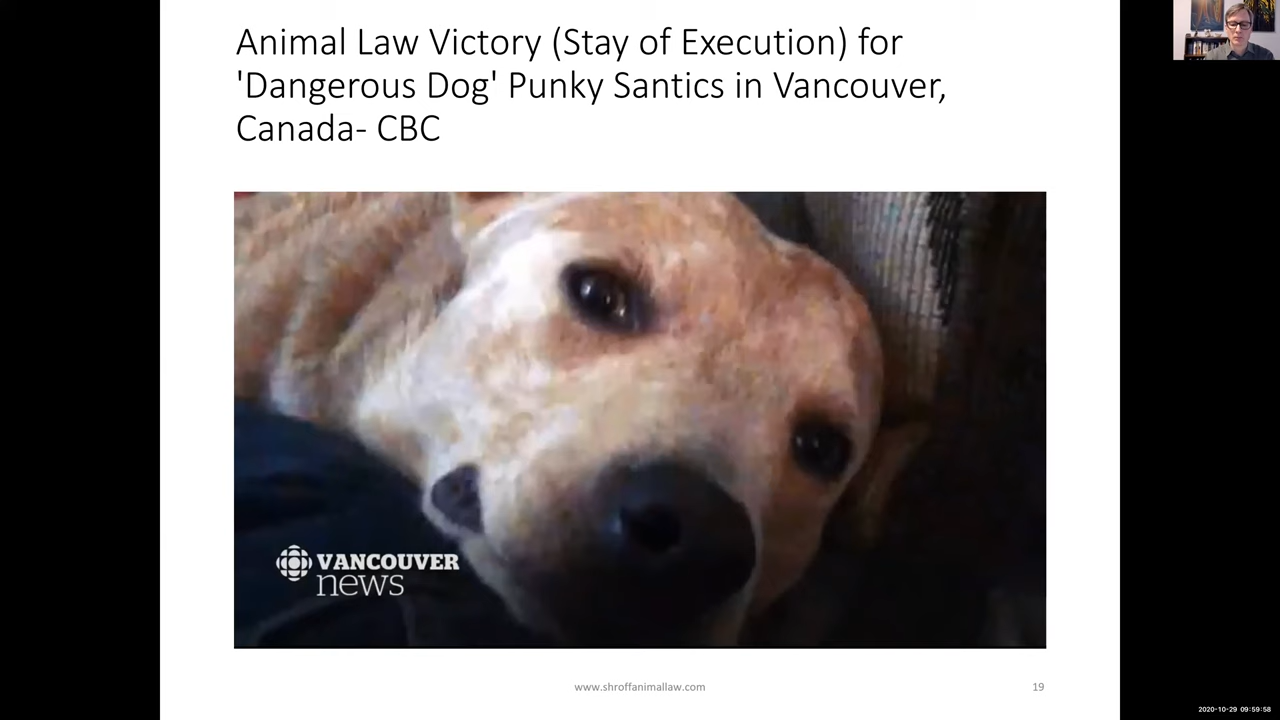 Animal Law Victory (Stay of Execution) for
'Dangerous Dog' Punky Santics in Vancouver,
Canada- CBC
VANCOUVER
news
www.shroffanimallaw.com
19
2020-10-29 09:59:58